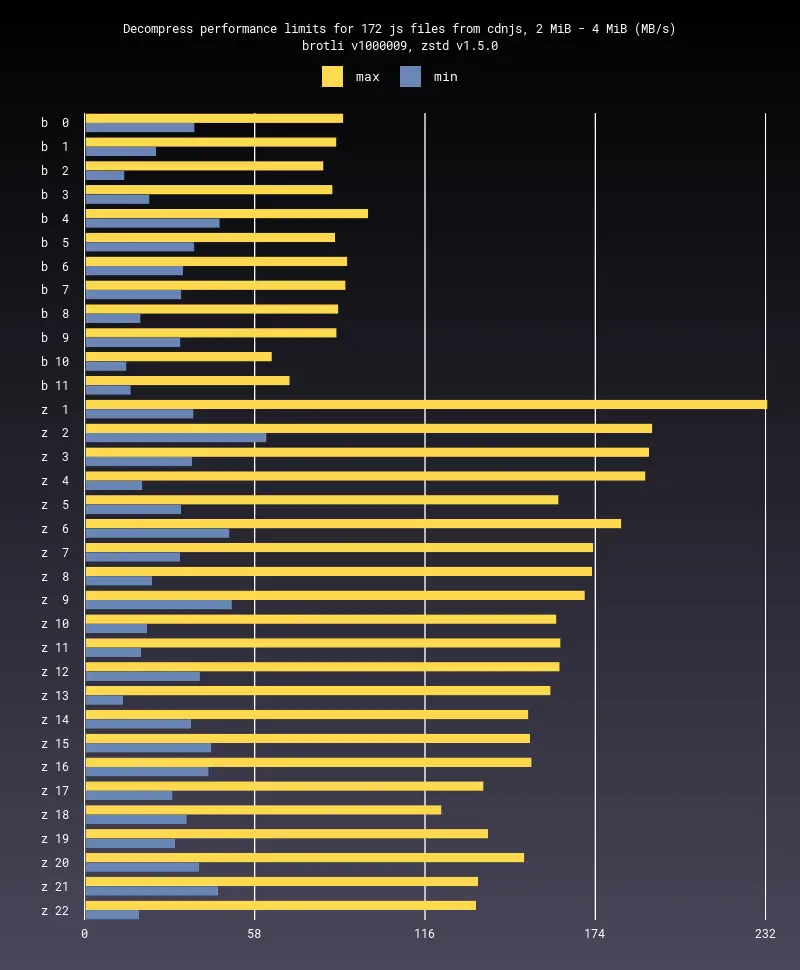 Decompress performance limits for 172 js files from cdnjs, 2 MiB - 4 MiB (MB/s)
brotli v1000009, zstd v1.5.0
max min
b 0
b 1
b 2
b 3
b 4
b 5
b 6
b 7
b 8
b 9
b 10
b 11
z 1
z 2
z 3
z 4
z 5
z 6
z 7
z 8
z 9
z 10
z 11
z 12
z 13
z 14
z 15
z 16
z 17
z 18
z 19
z 20
z 21
z 22
0 58 116 174 232